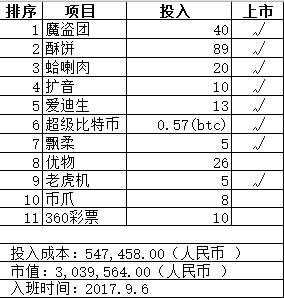 排序 项目 投入 上市
1 魔盗团 40 √
2 酥饼 89 √
3 蛤喇肉 20 √
4 扩音 10 √
5 爱迪生 13 √
6 超级比特币 0.57(btc) √
7 飘柔 5 √
8 优物 26
9 老虎机 5 √
10 币爪 8
11 360彩票 10
投入成本：547,458.00（人民币 ）
市值：3,039,564.00（人民币 ）
入班时间：2017.9.6